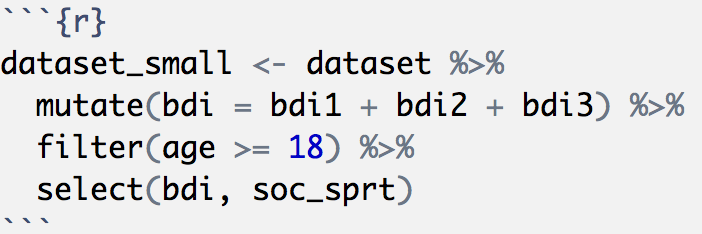 ```{r}
dataset_small <- dataset %>%
  mutate(bdi = bdi1 + bdi2 + bdi3) %>%
  filter(age >= 18) %>%
  select(bdi, soc_sprt)
```